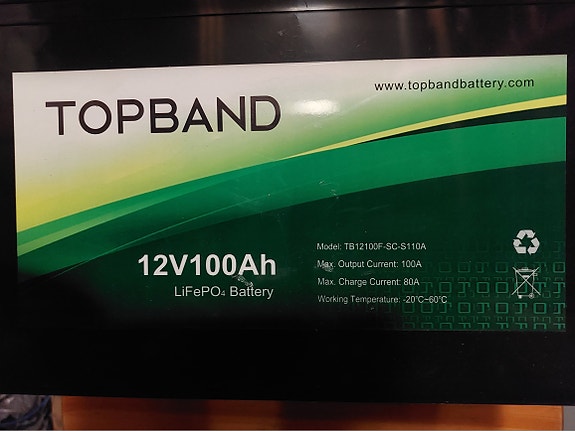 www.topbandbattery.com
TOPBAND
12V100Ah
LiFePO₄ Battery
Model: TB12100F-SC-S110A
Max. Output Current: 100A
Max. Charge Current: 80A
Working Temperature: -20℃~60℃